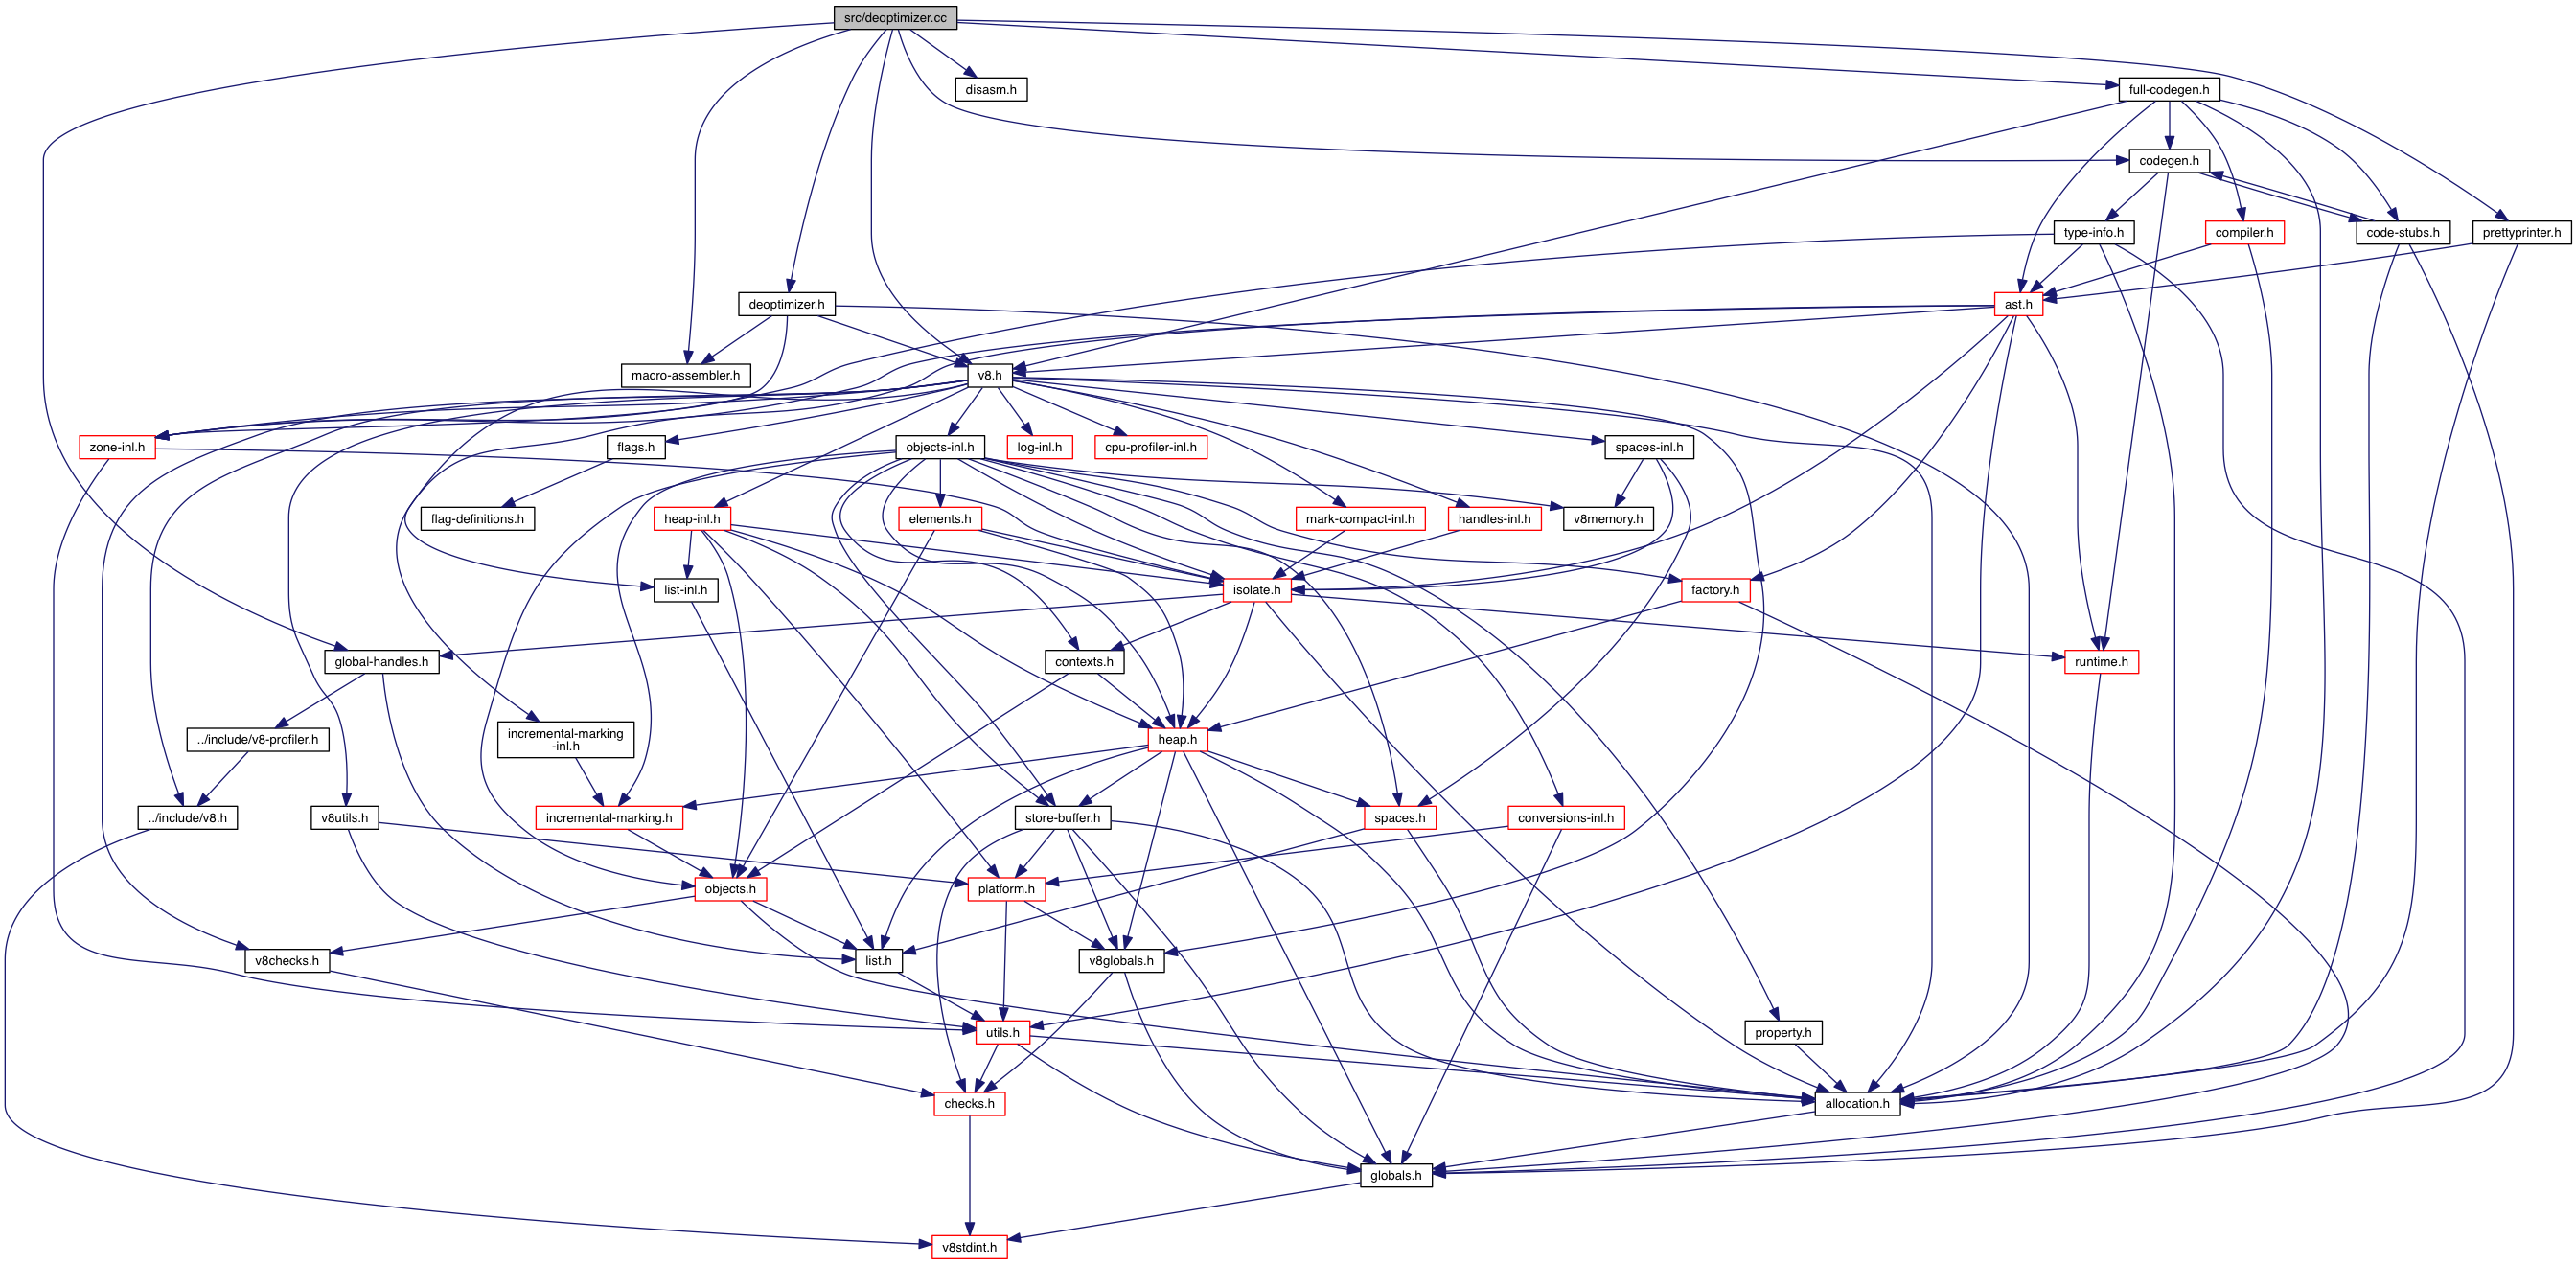 src/deoptimizer.cc
disasm.h
full-codegen.h
codegen.h
type-info.h
compiler.h
code-stubs.h
prettyprinter.h
deoptimizer.h
ast.h
macro-assembler.h
v8.h
zone-inl.h
flags.h
objects-inl.h
log-inl.h
cpu-profiler-inl.h
spaces-inl.h
flag-definitions.h
heap-inl.h
elements.h
mark-compact-inl.h
handles-inl.h
v8memory.h
list-inl.h
isolate.h
factory.h
global-handles.h
contexts.h
runtime.h
../include/v8-profiler.h
incremental-marking
-inl.h
heap.h
../include/v8.h
v8utils.h
incremental-marking.h
store-buffer.h
spaces.h
conversions-inl.h
objects.h
platform.h
v8checks.h
list.h
v8globals.h
utils.h
property.h
checks.h
allocation.h
globals.h
v8stdint.h